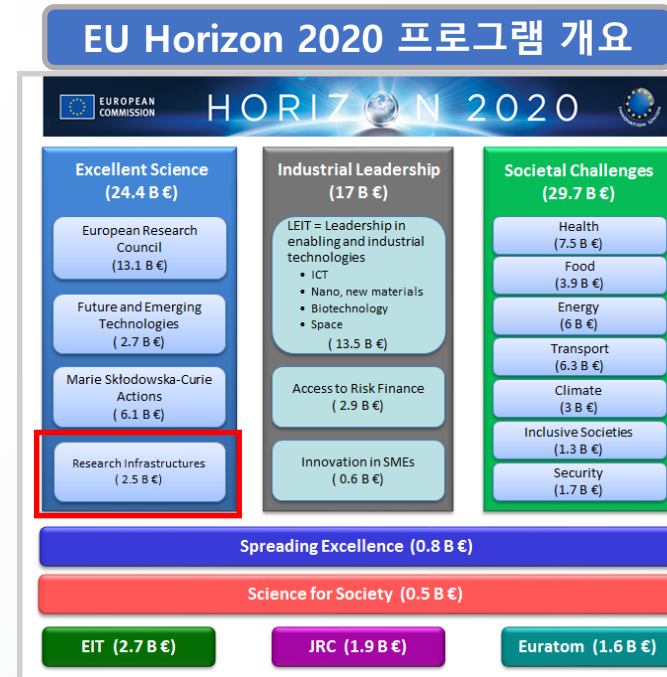 EU Horizon 2020 프로그램 개요
EUROPEAN
COMMISSION
HORIZON 2020
INNOVATION UNION
Excellent Science
(24.4 B €)
European Research
Council
(13.1 B €)
Future and Emerging
Technologies
( 2.7 B €)
Marie Skłodowska-Curie
Actions
( 6.1 B €)
Research Infrastructures
( 2.5 B €)
Industrial Leadership
(17 B €)
LEIT = Leadership in
enabling and industrial
technologies
• ICT
• Nano, new materials
• Biotechnology
• Space
( 13.5 B €)
Access to Risk Finance
( 2.9 B €)
Innovation in SMEs
( 0.6 B €)
Societal Challenges
(29.7 B €)
Health
(7.5 B €)
Food
(3.9 B €)
Energy
(6 B €)
Transport
(6.3 B €)
Climate
(3 B €)
Inclusive Societies
(1.3 B €)
Security
(1.7 B €)
Spreading Excellence (0.8 B €)
Science for Society (0.5 B €)
EIT (2.7 B €)
JRC (1.9 B €)
Euratom (1.6 B €)